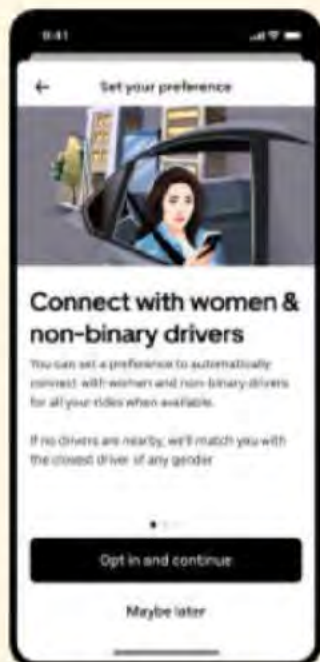 9:41
Set your preference
Connect with women &
non-binary drivers
You can set a preference to automatically
connect with women and non-binary drivers
for all your rides when available.
If no drivers are nearby, we'll match you with
the closest driver of any gender
Opt in and continue
Maybe later